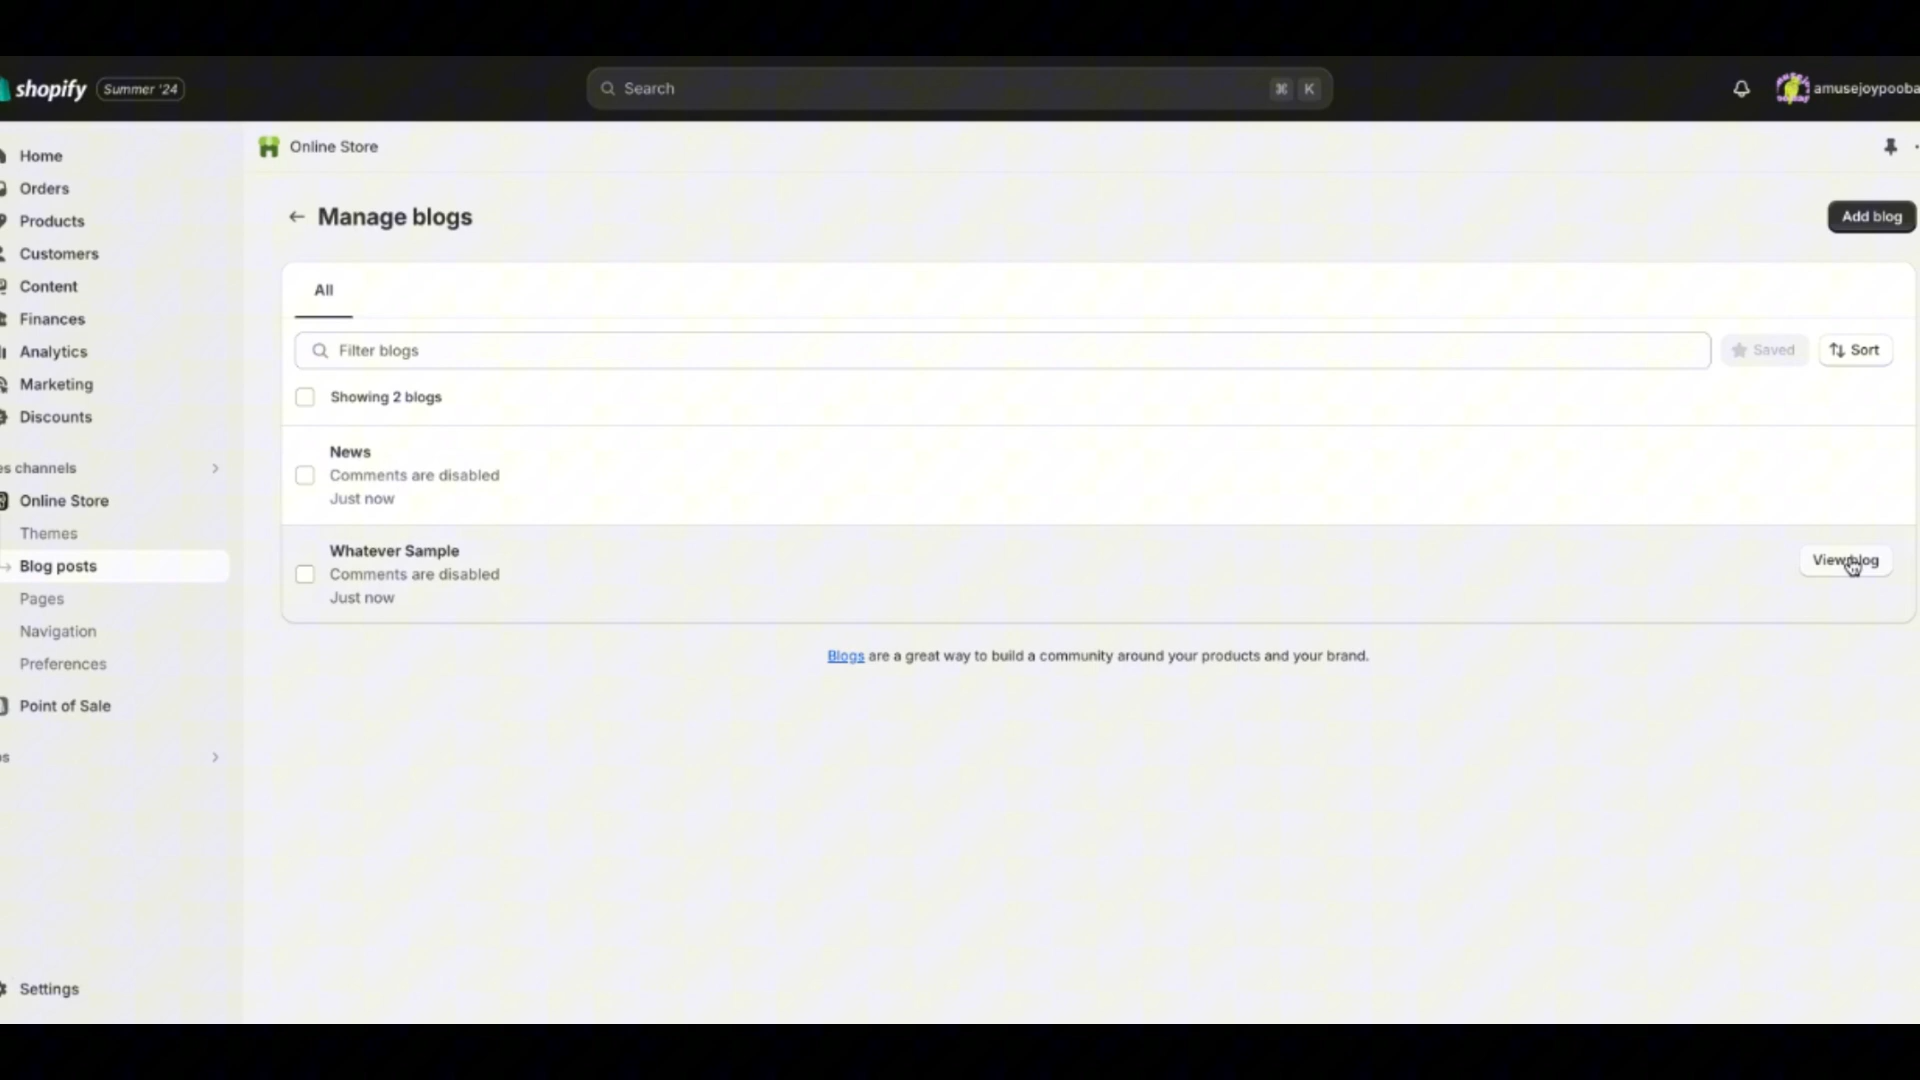 shopify Summer '24
Search
⌘ K
amusejoypooba
Home
Orders
Products
Customers
Content
Finances
Analytics
Marketing
Discounts
es channels
Online Store
Themes
Blog posts
Pages
Navigation
Preferences
Point of Sale
ps
Settings
Online Store
Manage blogs
Add blog
All
Filter blogs
Saved
Sort
Showing 2 blogs
News
Comments are disabled
Just now
Whatever Sample
Comments are disabled
Just now
View blog
Blogs are a great way to build a community around your products and your brand.